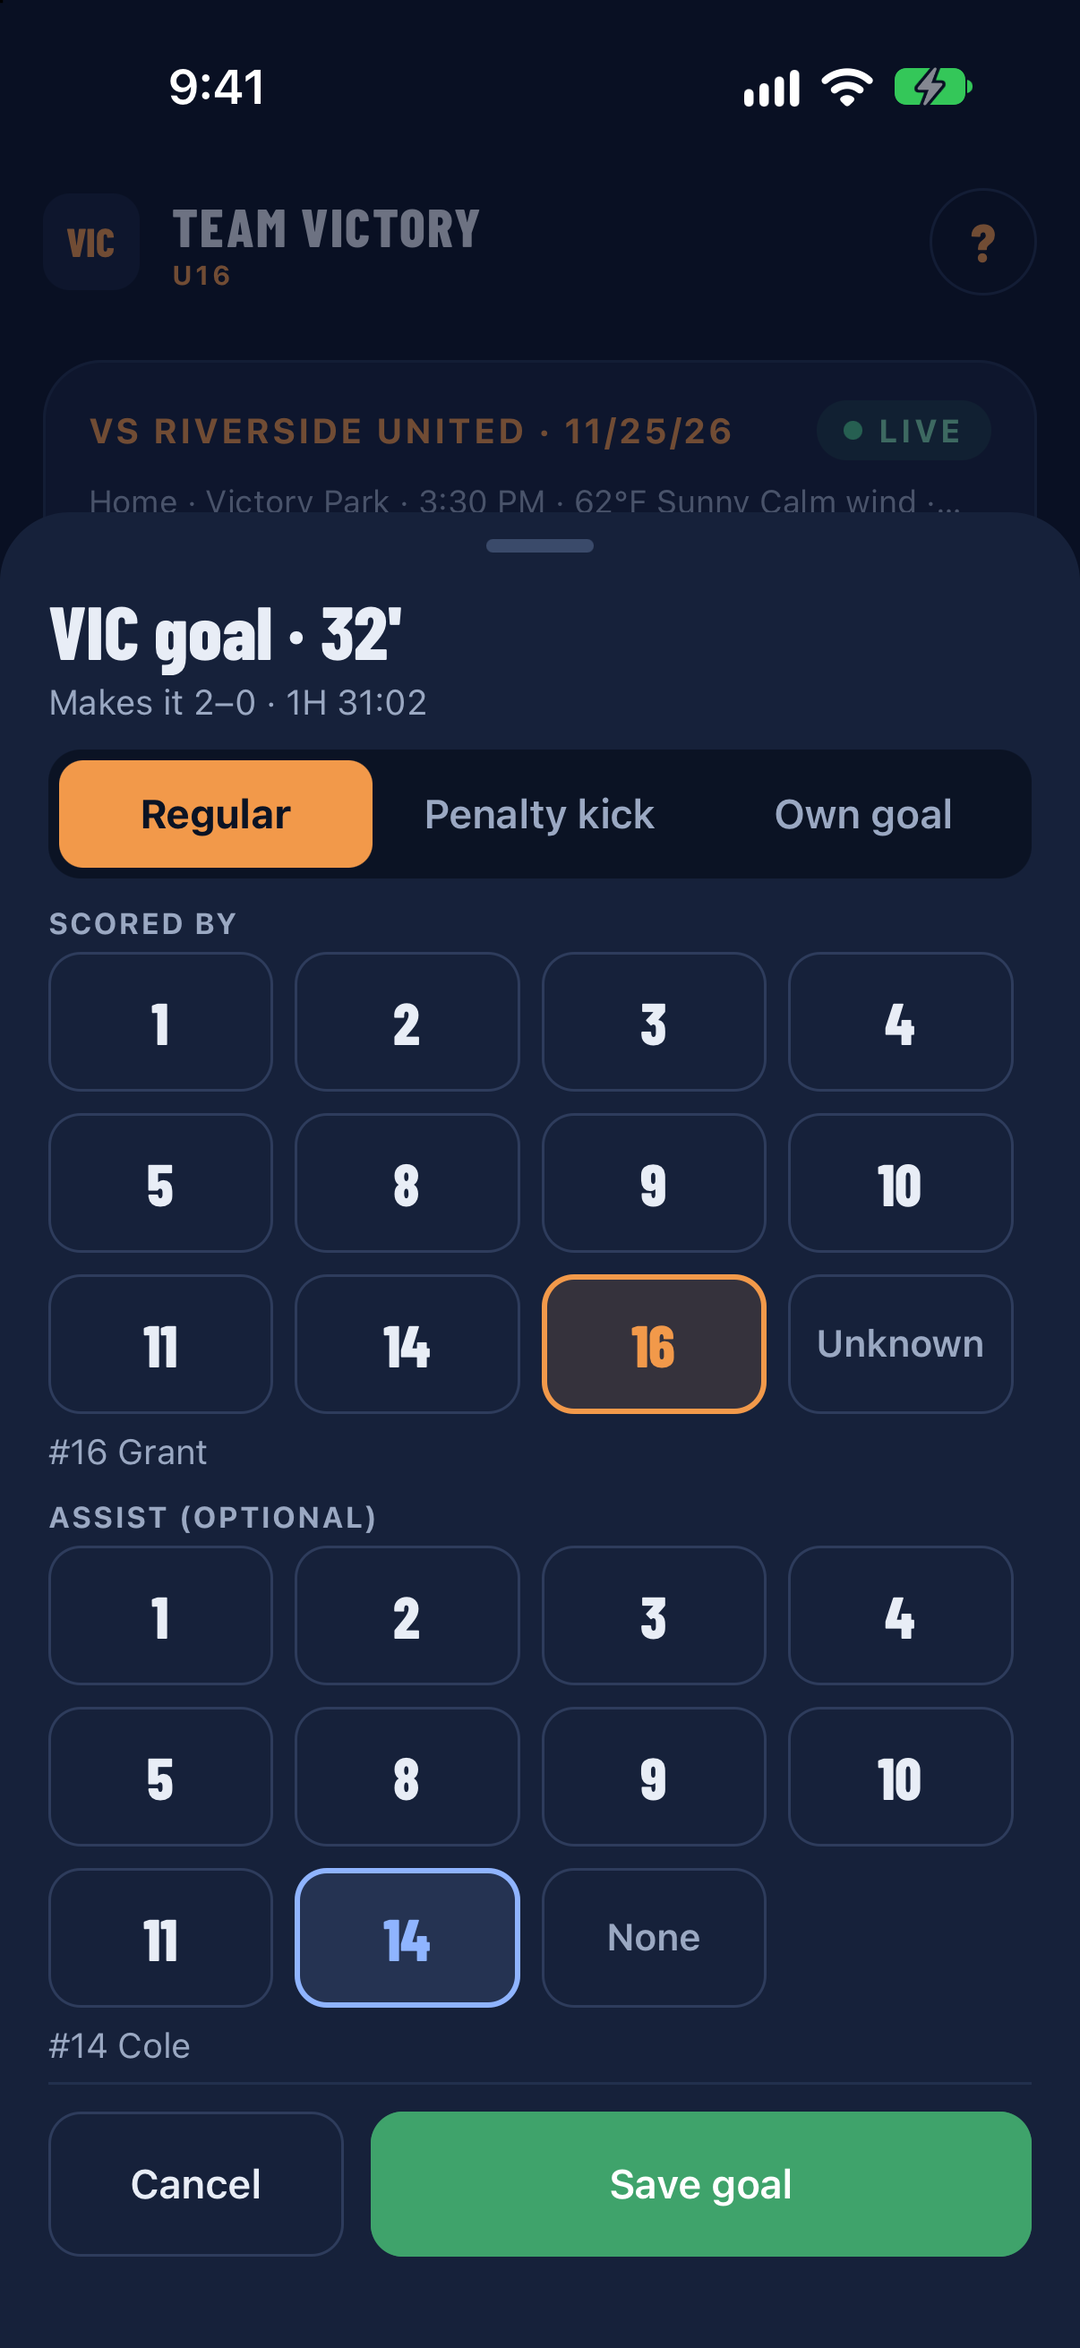 9:41
VIC
TEAM VICTORY
U16
?
VS RIVERSIDE UNITED · 11/25/26
LIVE
Home · Victory Park · 3:30 PM · 62°F Sunny Calm wind ·...
VIC goal · 32'
Makes it 2–0 · 1H 31:02
Regular Penalty kick Own goal
SCORED BY
1 2 3 4
5 8 9 10
11 14 16 Unknown
#16 Grant
ASSIST (OPTIONAL)
1 2 3 4
5 8 9 10
11 14 None
#14 Cole
Cancel Save goal